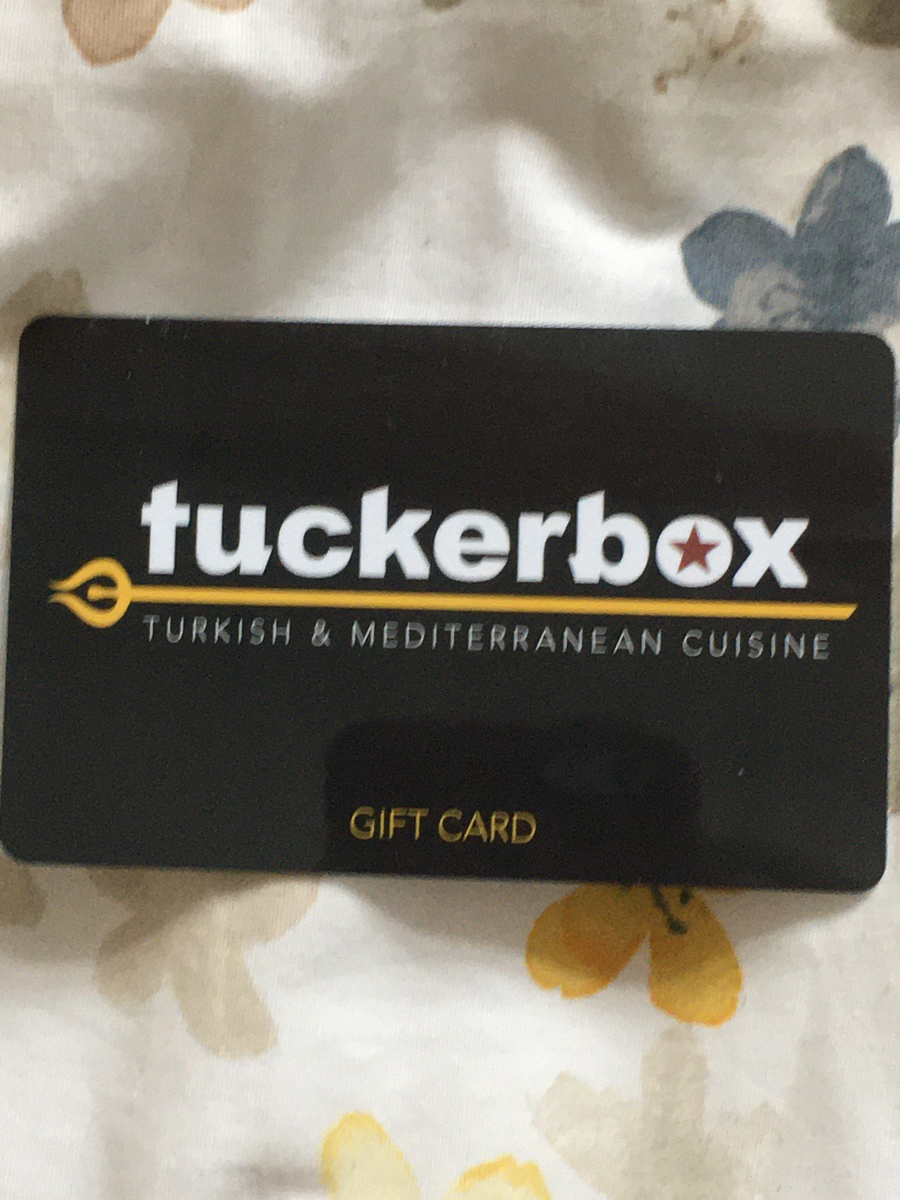 tuckerbox
TURKISH & MEDITERRANEAN CUISINE
GIFT CARD